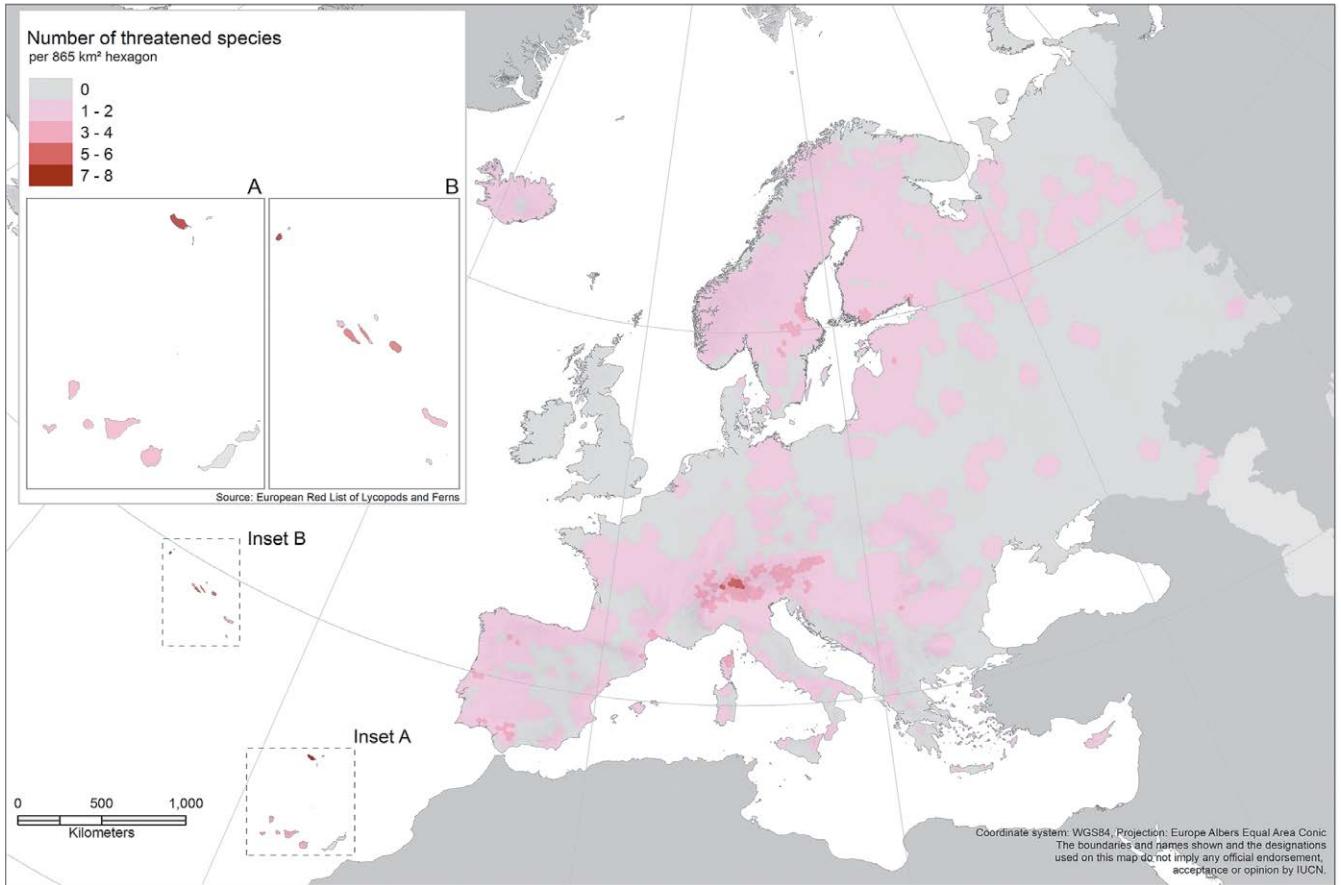 Number of threatened species
per 865 km² hexagon
0
1 - 2
3 - 4
5 - 6
7 - 8
A
B
Source: European Red List of Lycopods and Ferns
Inset B
Inset A
0 500 1,000
Kilometers
Coordinate system: WGS84, Projection: Europe Albers Equal Area Conic
The boundaries and names shown and the designations
used on this map do not imply any official endorsement,
acceptance or opinion by IUCN.